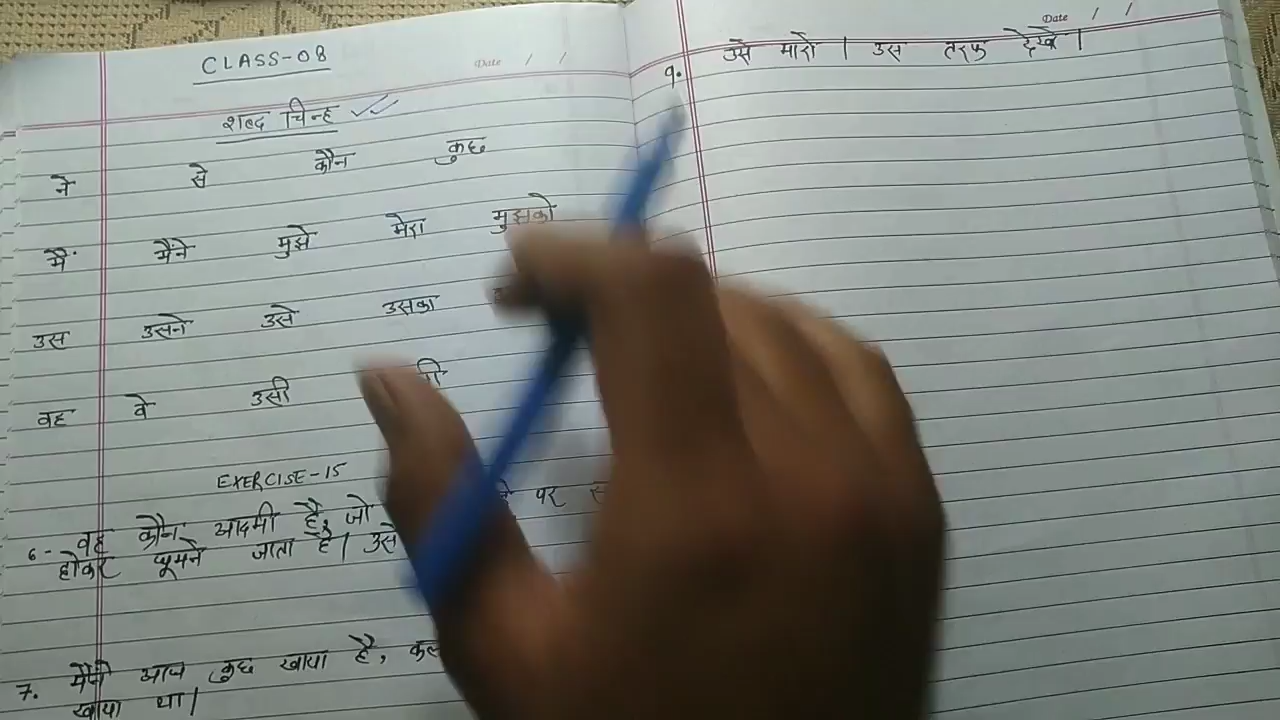 CLASS-08
Date / /
शब्द चिन्ह
ने से कौन कुछ
मैं मैंने मुझे मेरा मुझको
उस उसने उसे उसका
वह वे उसी
EXERCISE-15
6- वह कौन आदमी है, जो पर
होकर घूमने जाता है। उसे
7. मैंने आज कुछ खाया है,
खाया था।
Date / /
उसे मारो। उस तरफ देखे।
9.